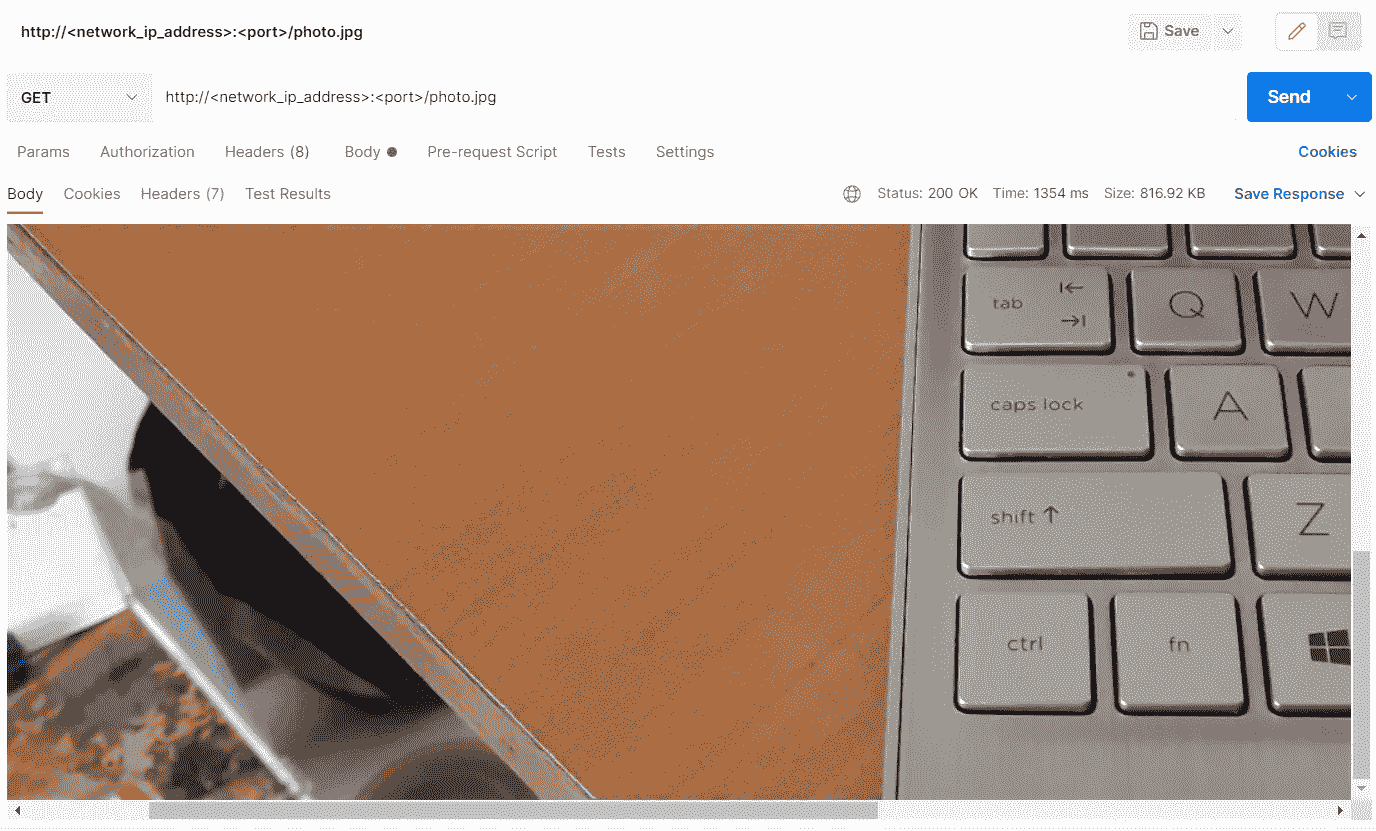 http://<network_ip_address>:<port>/photo.jpg
Save
GET
http://<network_ip_address>:<port>/photo.jpg
Send
Params Authorization Headers (8) Body Pre-request Script Tests Settings Cookies
Body Cookies Headers (7) Test Results Status: 200 OK Time: 1354 ms Size: 816.92 KB Save Response
tab Q W
caps lock A
shift Z
ctrl fn